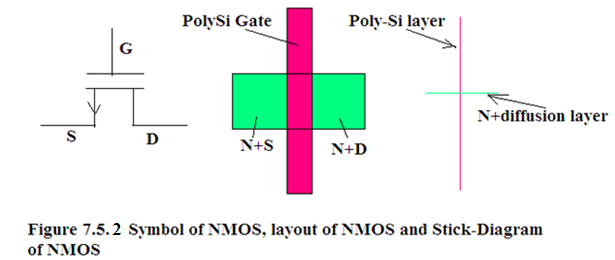 PolySi Gate
Poly-Si layer
G
S
D
N+S
N+D
N+diffusion layer
Figure 7.5.2 Symbol of NMOS, layout of NMOS and Stick-Diagram
of NMOS